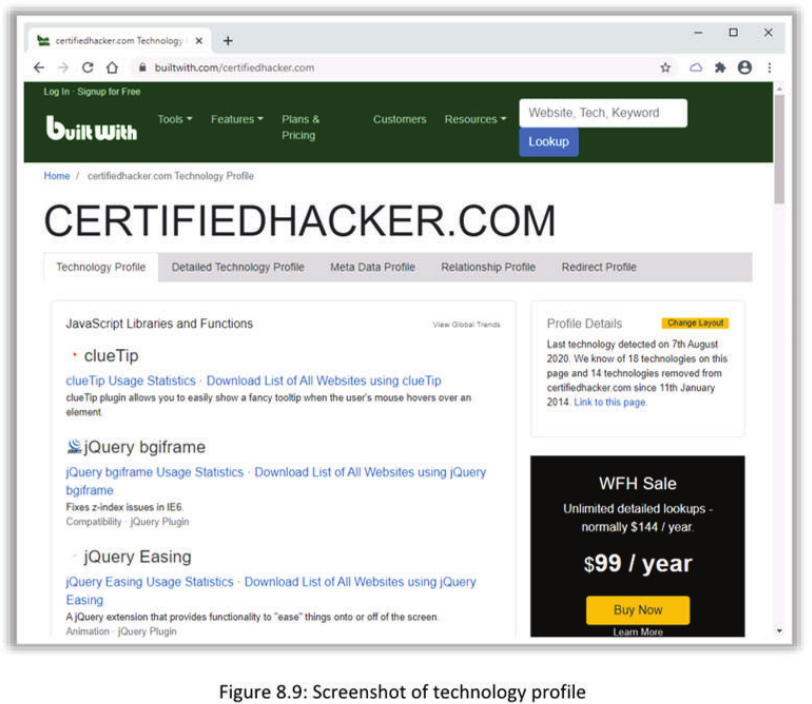 certifiedhacker.com Technology
builtwith.com/certifiedhacker.com
Log In · Signup for Free
Built With
Tools
Features
Plans &
Pricing
Customers
Resources
Website, Tech, Keyword
Lookup
Home / certifiedhacker.com Technology Profile
CERTIFIEDHACKER.COM
Technology Profile
Detailed Technology Profile
Meta Data Profile
Relationship Profile
Redirect Profile
JavaScript Libraries and Functions
View Global Trends
clueTip
clueTip Usage Statistics · Download List of All Websites using clueTip
clueTip plugin allows you to easily show a fancy tooltip when the user's mouse hovers over an
element.
jQuery bgiframe
jQuery bgiframe Usage Statistics · Download List of All Websites using jQuery
bgiframe
Fixes z-index issues in IE6.
Compatibility · jQuery Plugin
jQuery Easing
jQuery Easing Usage Statistics · Download List of All Websites using jQuery
Easing
A jQuery extension that provides functionality to "ease" things onto or off of the screen.
Animation · jQuery Plugin
Profile Details
Change Layout
Last technology detected on 7th August
2020. We know of 18 technologies on this
page and 14 technologies removed from
certifiedhacker.com since 11th January
2014. Link to this page.
WFH Sale
Unlimited detailed lookups -
normally $144 / year.
$99 / year
Buy Now
Learn More
Figure 8.9: Screenshot of technology profile